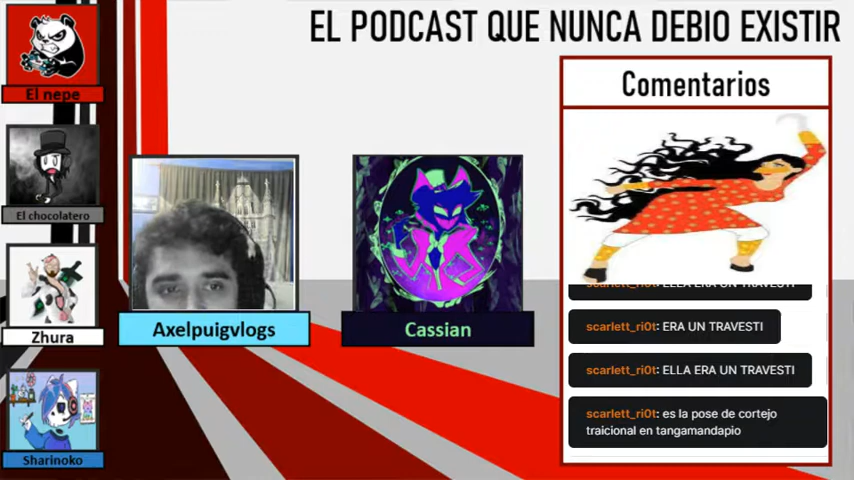 EL PODCAST QUE NUNCA DEBIO EXISTIR
El nepe
El chocolatero
Zhura
Sharinoko
Axelpuigvlogs
Cassian
Comentarios
scarlett_ri0t: ELLA ERA UN TRAVESTI
scarlett_ri0t: ERA UN TRAVESTI
scarlett_ri0t: ELLA ERA UN TRAVESTI
scarlett_ri0t: es la pose de cortejo
traicional en tangamandapio